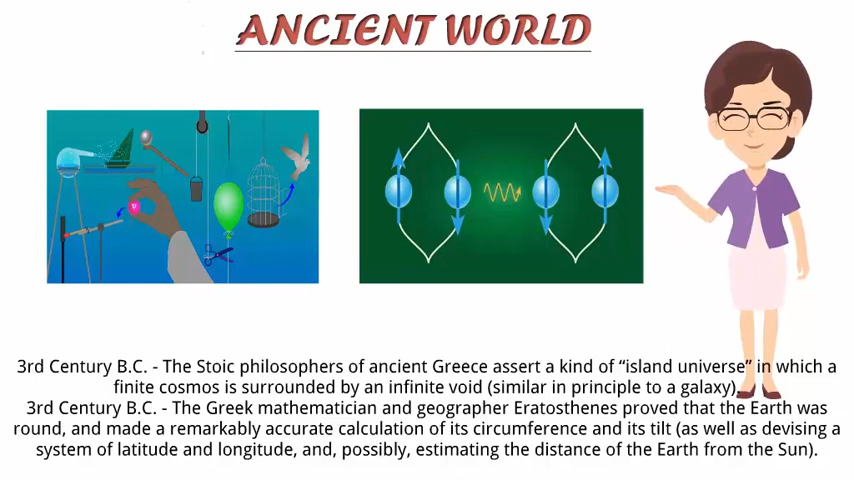 ANCIENT WORLD
3rd Century B.C. - The Stoic philosophers of ancient Greece assert a kind of “island universe” in which a
finite cosmos is surrounded by an infinite void (similar in principle to a galaxy).
3rd Century B.C. - The Greek mathematician and geographer Eratosthenes proved that the Earth was
round, and made a remarkably accurate calculation of its circumference and its tilt (as well as devising a
system of latitude and longitude, and, possibly, estimating the distance of the Earth from the Sun).